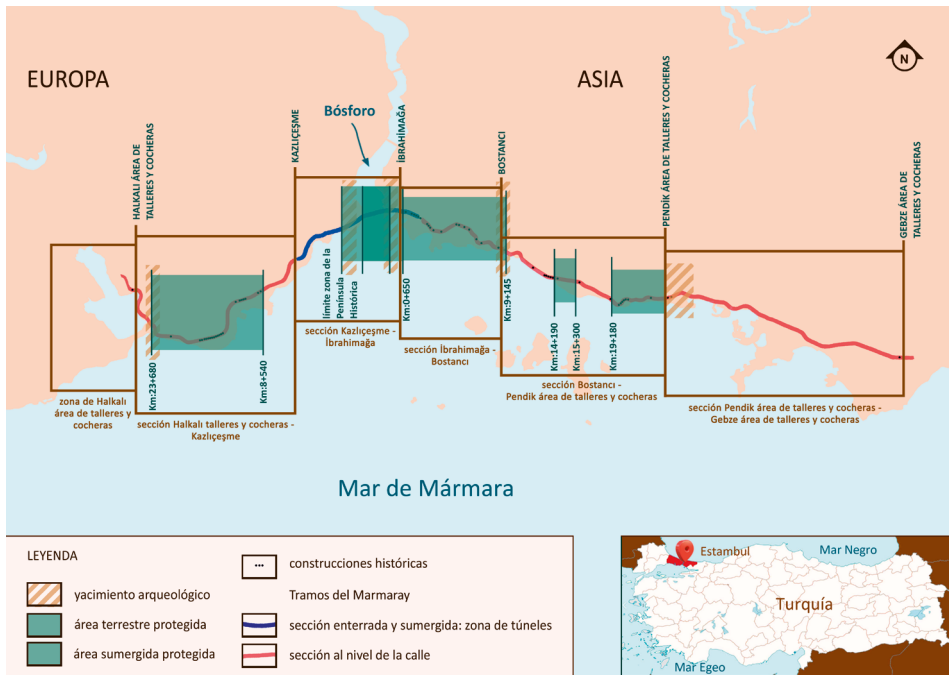 EUROPA
ASIA
N
Bósforo
HALKALI ÁREA DE
TALLERES Y COCHERAS
KAZLIÇEŞME
İBRAHİMAĞA
BOSTANCI
PENDİK ÁREA DE TALLERES Y COCHERAS
GEBZE ÁREA DE
TALLERES Y COCHERAS
límite zona de la
Península
Histórica
Km:23+680
Km:8+540
Km:0+650
Km:9+145
Km:14+190
Km:15+300
Km:19+180
zona de Halkalı
área de talleres y
cocheras
sección Halkalı talleres y cocheras -
Kazlıçeşme
sección Kazlıçeşme -
İbrahimağa
sección İbrahimağa -
Bostancı
sección Bostancı -
Pendik área de talleres y cocheras
sección Pendik área de talleres y cocheras -
Gebze área de talleres y cocheras
Mar de Mármara
LEYENDA
yacimiento arqueológico
área terrestre protegida
área sumergida protegida
construcciones históricas
Tramos del Marmaray
sección enterrada y sumergida: zona de túneles
sección al nivel de la calle
Estambul
Mar Negro
Turquía
Mar Egeo